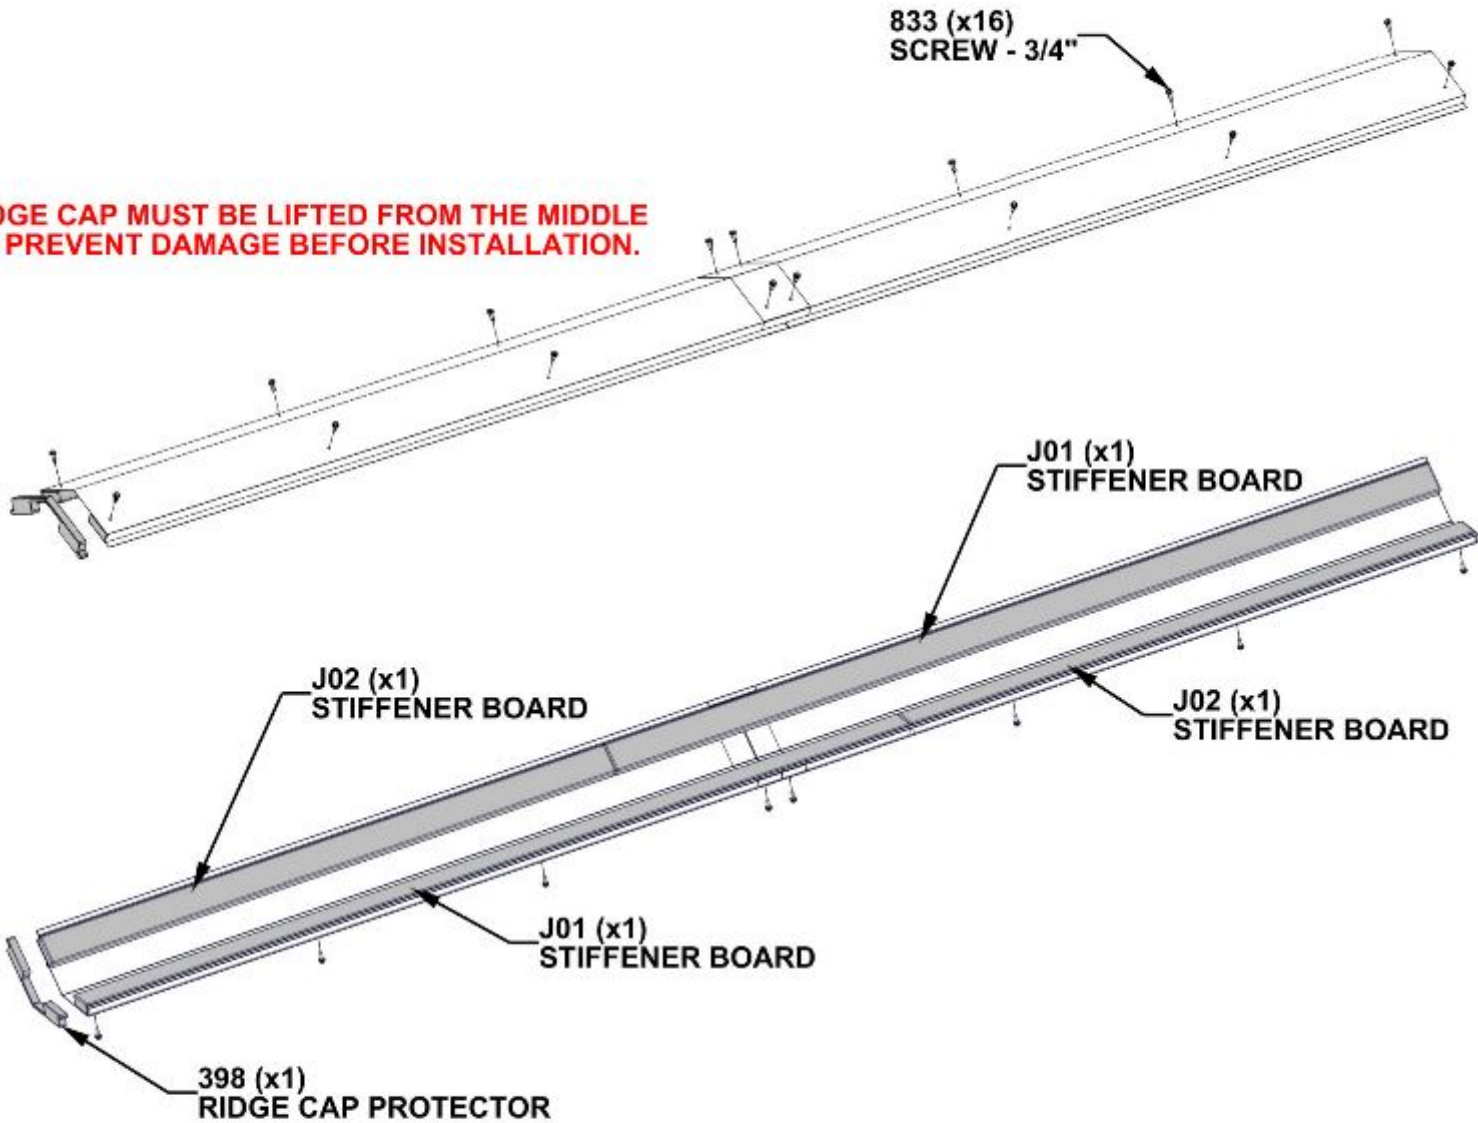 833 (x16)
SCREW - 3/4"
CAP MUST BE LIFTED FROM THE MIDDLE
PREVENT DAMAGE BEFORE INSTALLATION.
J01 (x1)
STIFFENER BOARD
J02 (x1)
STIFFENER BOARD
J02 (x1)
STIFFENER BOARD
J01 (x1)
STIFFENER BOARD
398 (x1)
RIDGE CAP PROTECTOR